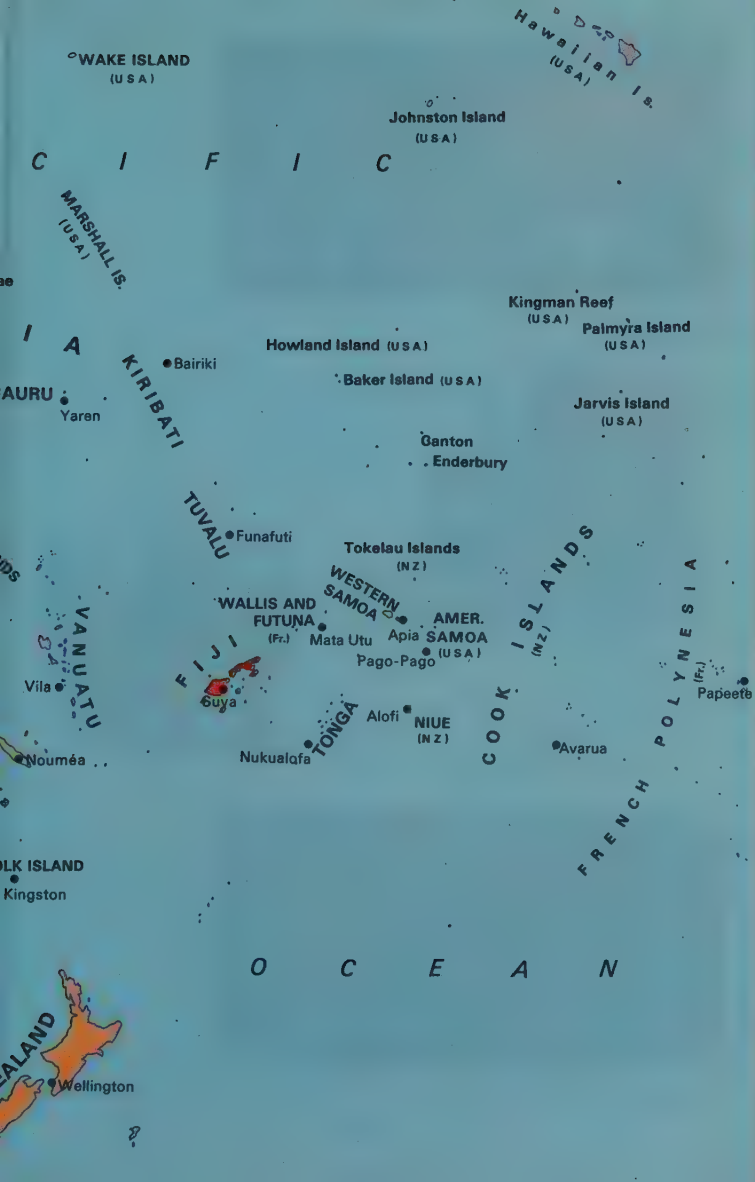 Hawaiian Is.
(USA)
WAKE ISLAND
(USA)
Johnston Island
(USA)
C I F I C
MARSHALL IS.
(USA)
ae
Kingman Reef
(USA)
Palmyra Island
(USA)
I A
Howland Island (USA)
Bairiki
KIRIBATI
Baker Island (USA)
AURU
Yaren
Jarvis Island
(USA)
Canton
Enderbury
TUVALU
Funafuti
Tokelau Islands
(NZ)
NDS
WESTERN
SAMOA
WALLIS AND
FUTUNA
(Fr.)
Mata Utu
Apia
AMER.
SAMOA
(USA)
Pago-Pago
COOK ISLANDS
(NZ)
FRENCH POLYNESIA
(Fr.)
Papeete
VANUATU
Vila
FIJI
Suva
TONGA
Nukualofa
Alofi
NIUE
(NZ)
Avarua
Nouméa
LK ISLAND
Kingston
O C E A N
EALAND
Wellington